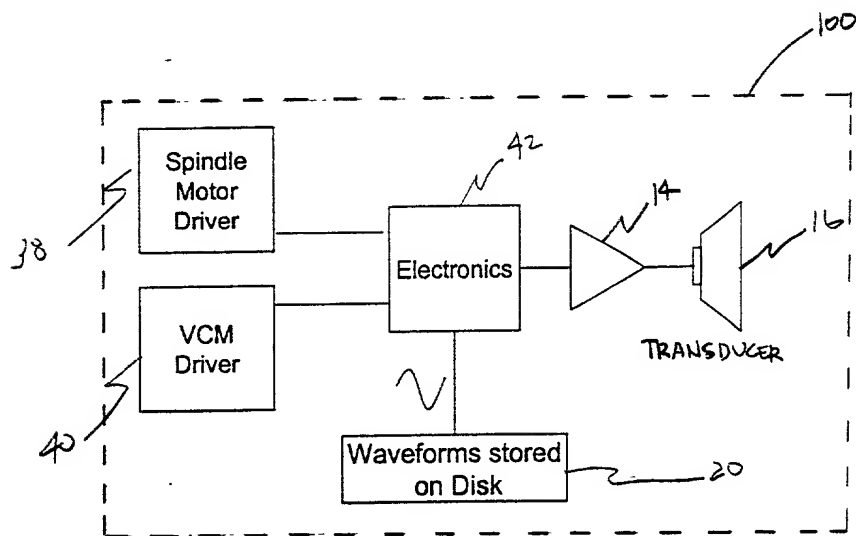 100
Spindle
Motor
Driver
42
14
16
38
Electronics
VCM
Driver
TRANSDUCER
40
Waveforms stored
on Disk
20